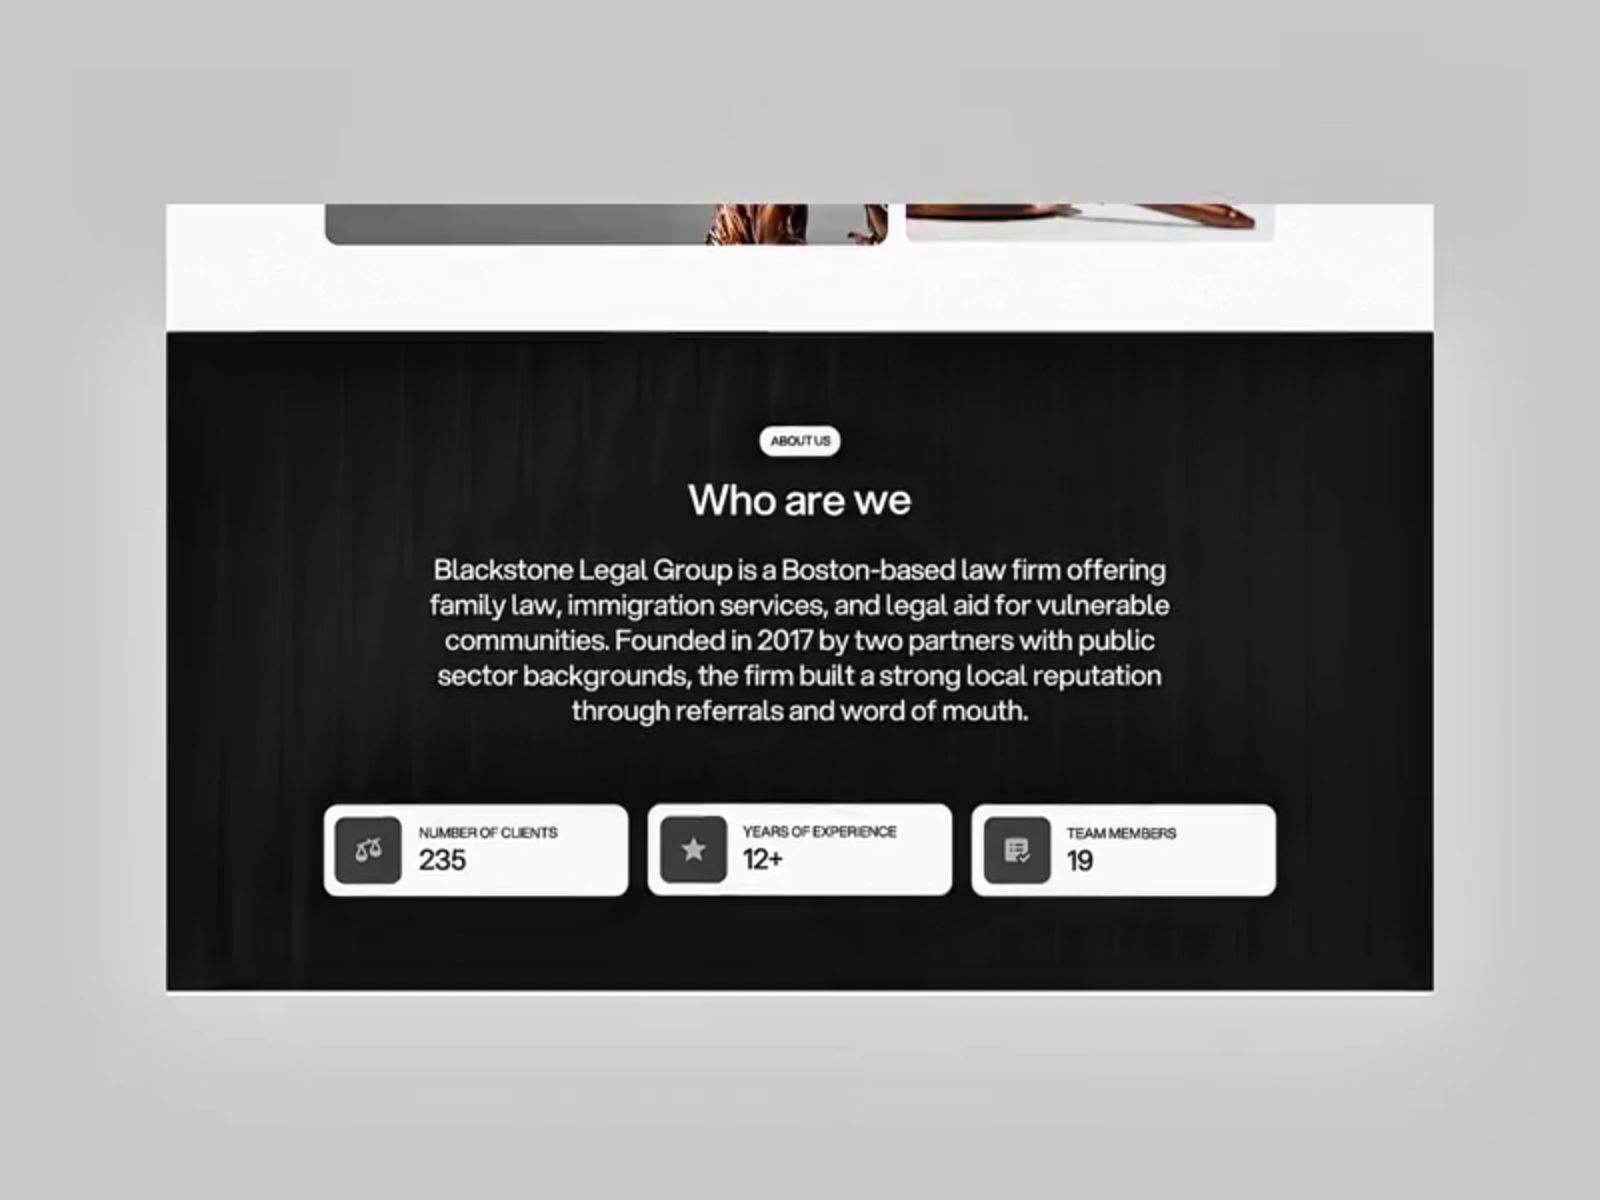 ABOUT US
Who are we
Blackstone Legal Group is a Boston-based law firm offering
family law, immigration services, and legal aid for vulnerable
communities. Founded in 2017 by two partners with public
sector backgrounds, the firm built a strong local reputation
through referrals and word of mouth.
NUMBER OF CLIENTS
235
YEARS OF EXPERIENCE
12+
TEAM MEMBERS
19